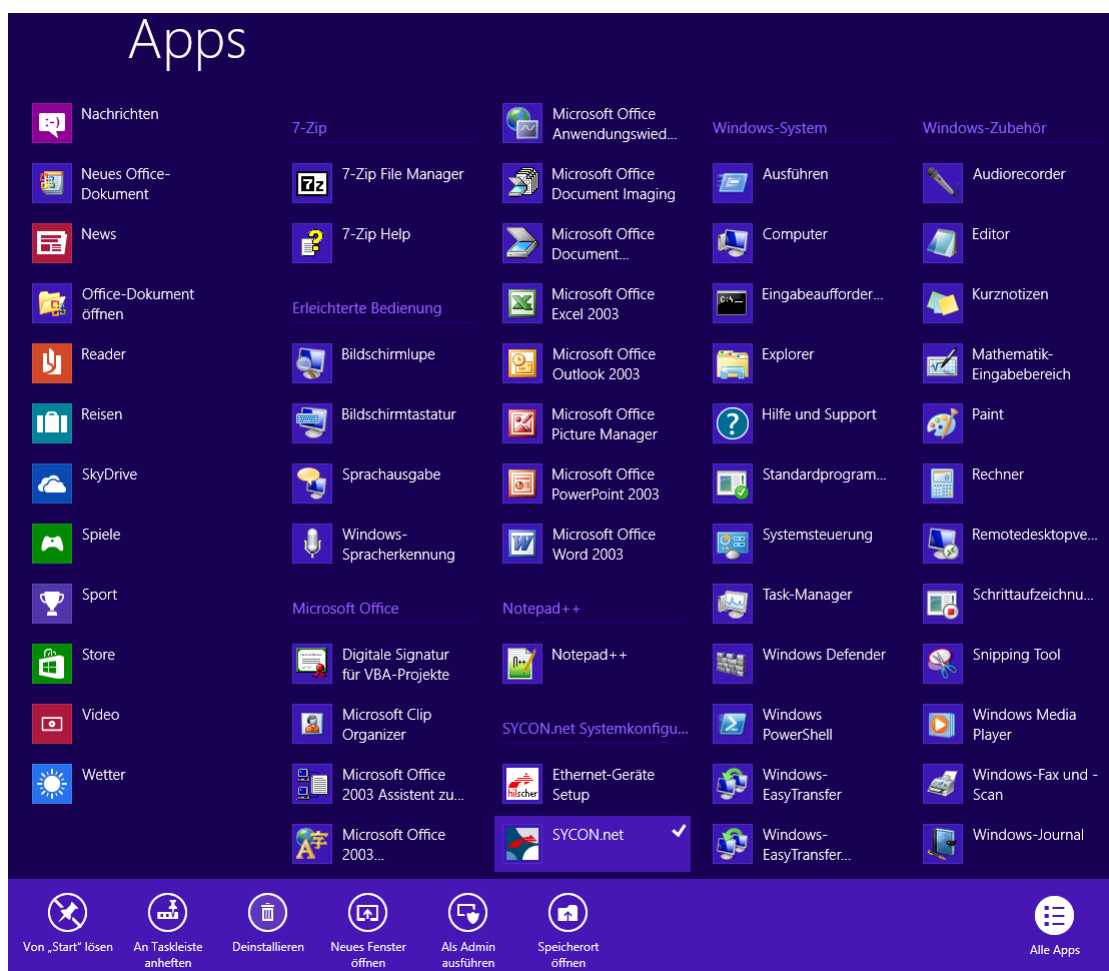 Apps
Nachrichten
Neues Office-
Dokument
News
Office-Dokument
öffnen
Reader
Reisen
SkyDrive
Spiele
Sport
Store
Video
Wetter
7-Zip
7-Zip File Manager
7-Zip Help
Erleichterte Bedienung
Bildschirmlupe
Bildschirmtastatur
Sprachausgabe
Windows-
Spracherkennung
Microsoft Office
Digitale Signatur
für VBA-Projekte
Microsoft Clip
Organizer
Microsoft Office
2003 Assistent zu...
Microsoft Office
2003...
Microsoft Office
Anwendungswied...
Microsoft Office
Document Imaging
Microsoft Office
Document...
Microsoft Office
Excel 2003
Microsoft Office
Outlook 2003
Microsoft Office
Picture Manager
Microsoft Office
PowerPoint 2003
Microsoft Office
Word 2003
Notepad++
Notepad++
SYCON.net Systemkonfigu...
Ethernet-Geräte
Setup
SYCON.net
Windows-System
Ausführen
Computer
Eingabeaufforder...
Explorer
Hilfe und Support
Standardprogram...
Systemsteuerung
Task-Manager
Windows Defender
Windows
PowerShell
Windows-
EasyTransfer
Windows-
EasyTransfer...
Windows-Zubehör
Audiorecorder
Editor
Kurznotizen
Mathematik-
Eingabebereich
Paint
Rechner
Remotedesktopve...
Schrittaufzeichnu...
Snipping Tool
Windows Media
Player
Windows-Fax und -
Scan
Windows-Journal
Von „Start“ lösen
An Taskleiste
anheften
Deinstallieren
Neues Fenster
öffnen
Als Admin
ausführen
Speicherort
öffnen
Alle Apps